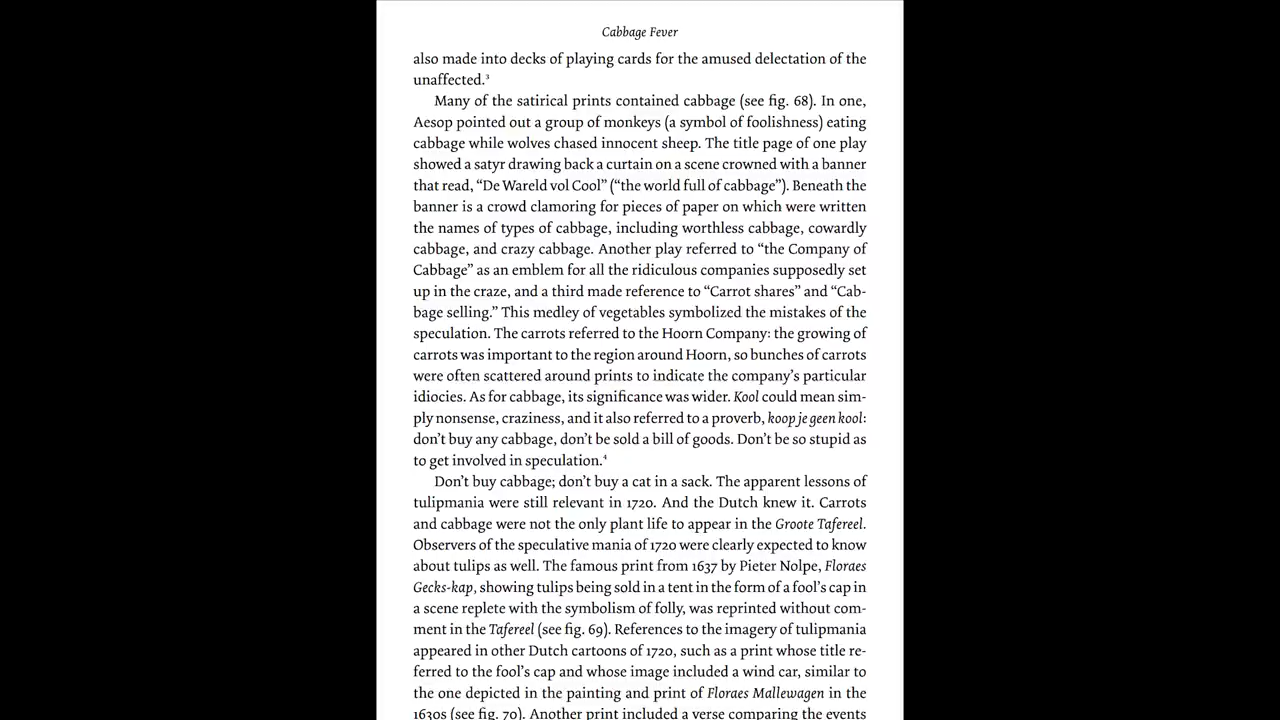 Cabbage Fever
also made into decks of playing cards for the amused delectation of the
unaffected.³
Many of the satirical prints contained cabbage (see fig. 68). In one,
Aesop pointed out a group of monkeys (a symbol of foolishness) eating
cabbage while wolves chased innocent sheep. The title page of one play
showed a satyr drawing back a curtain on a scene crowned with a banner
that read, “De Wareld vol Cool” (“the world full of cabbage”). Beneath the
banner is a crowd clamoring for pieces of paper on which were written
the names of types of cabbage, including worthless cabbage, cowardly
cabbage, and crazy cabbage. Another play referred to “the Company of
Cabbage” as an emblem for all the ridiculous companies supposedly set
up in the craze, and a third made reference to “Carrot shares” and “Cab-
bage selling.” This medley of vegetables symbolized the mistakes of the
speculation. The carrots referred to the Hoorn Company: the growing of
carrots was important to the region around Hoorn, so bunches of carrots
were often scattered around prints to indicate the company’s particular
idiocies. As for cabbage, its significance was wider. Kool could mean sim-
ply nonsense, craziness, and it also referred to a proverb, koop je geen kool:
don’t buy any cabbage, don’t be sold a bill of goods. Don’t be so stupid as
to get involved in speculation.⁴
Don’t buy cabbage; don’t buy a cat in a sack. The apparent lessons of
tulipmania were still relevant in 1720. And the Dutch knew it. Carrots
and cabbage were not the only plant life to appear in the Groote Tafereel.
Observers of the speculative mania of 1720 were clearly expected to know
about tulips as well. The famous print from 1637 by Pieter Nolpe, Floraes
Gecks-kap, showing tulips being sold in a tent in the form of a fool’s cap in
a scene replete with the symbolism of folly, was reprinted without com-
ment in the Tafereel (see fig. 69). References to the imagery of tulipmania
appeared in other Dutch cartoons of 1720, such as a print whose title re-
ferred to the fool’s cap and whose image included a wind car, similar to
the one depicted in the painting and print of Floraes Mallewagen in the
1630s (see fig. 70). Another print included a verse comparing the events